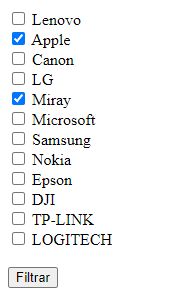 Lenovo
Apple
Canon
LG
Miray
Microsoft
Samsung
Nokia
Epson
DJI
TP-LINK
LOGITECH
Filtrar